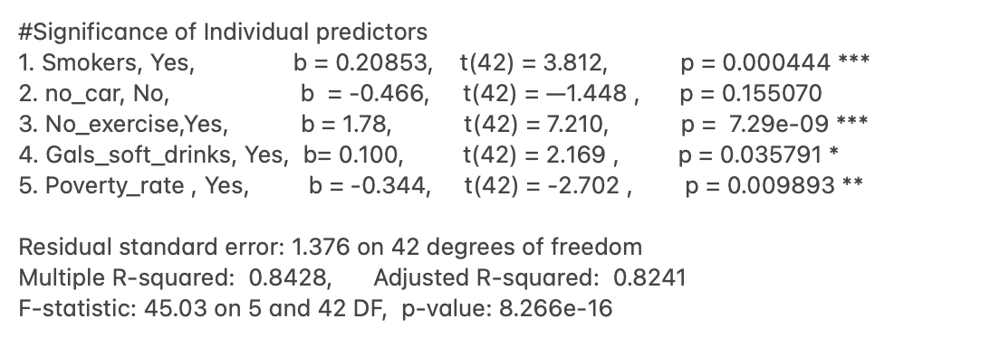 #Significance of Individual predictors
1. Smokers, Yes, b = 0.20853, t(42) = 3.812, p = 0.000444 ***
2. no_car, No, b = -0.466, t(42) = —1.448 , p = 0.155070
3. No_exercise,Yes, b = 1.78, t(42) = 7.210, p = 7.29e-09 ***
4. Gals_soft_drinks, Yes, b= 0.100, t(42) = 2.169 , p = 0.035791 *
5. Poverty_rate , Yes, b = -0.344, t(42) = -2.702 , p = 0.009893 **
Residual standard error: 1.376 on 42 degrees of freedom
Multiple R-squared: 0.8428, Adjusted R-squared: 0.8241
F-statistic: 45.03 on 5 and 42 DF, p-value: 8.266e-16